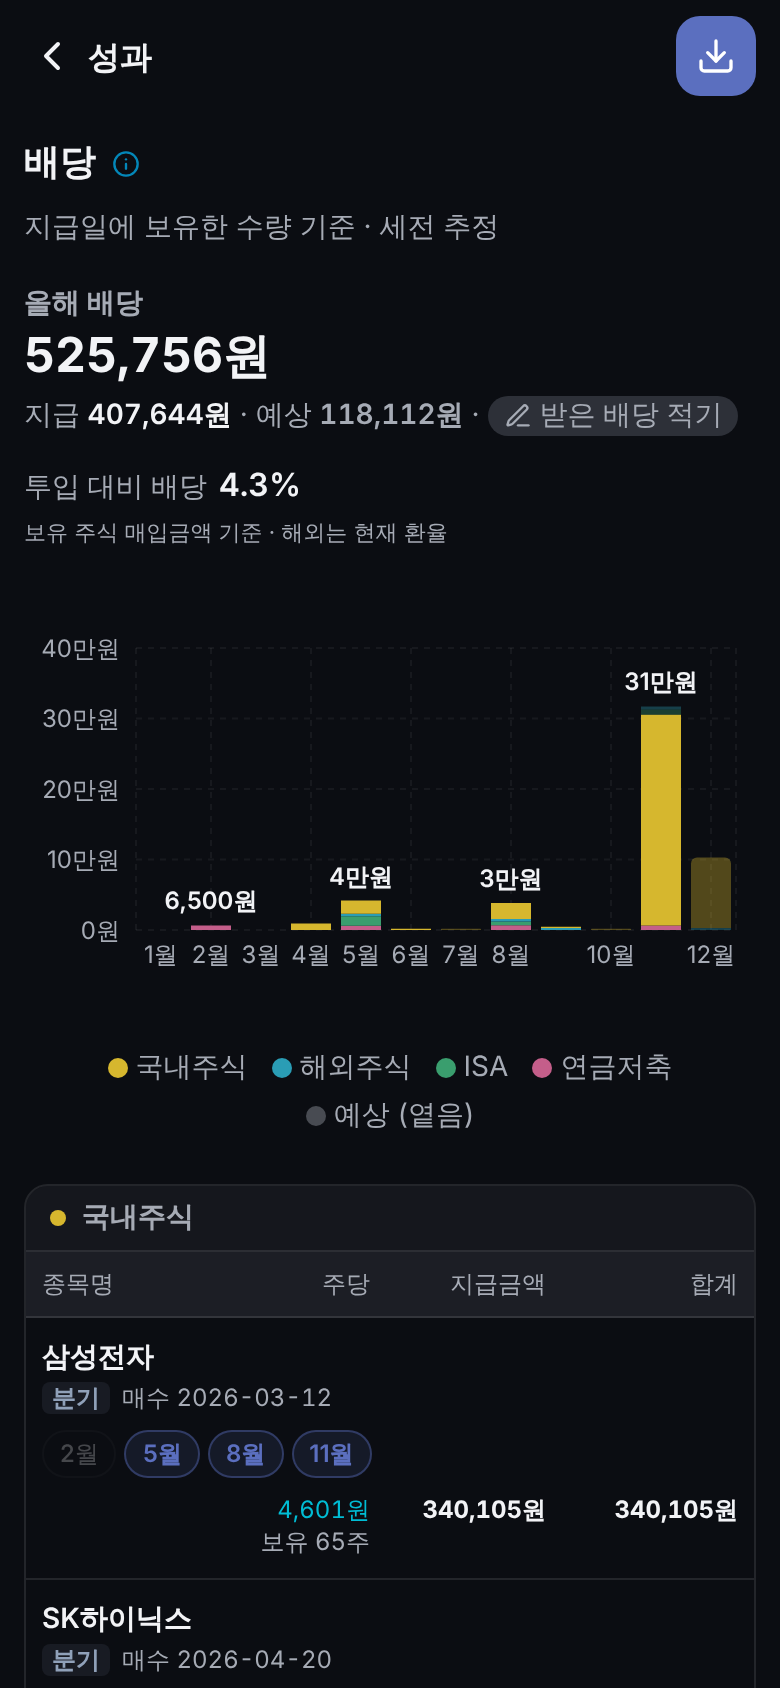 성과
배당
지급일에 보유한 수량 기준 · 세전 추정
올해 배당
525,756원
지급 407,644원 · 예상 118,112원 · 받은 배당 적기
투입 대비 배당 4.3%
보유 주식 매입금액 기준 · 해외는 현재 환율
40만원
30만원
20만원
10만원
0원
6,500원
4만원
3만원
31만원
1월 2월 3월 4월 5월 6월 7월 8월 10월 12월
국내주식 해외주식 ISA 연금저축
예상 (옅음)
국내주식
종목명 주당 지급금액 합계
삼성전자
분기 매수 2026-03-12
2월 5월 8월 11월
4,601원 340,105원 340,105원
보유 65주
SK하이닉스
분기 매수 2026-04-20